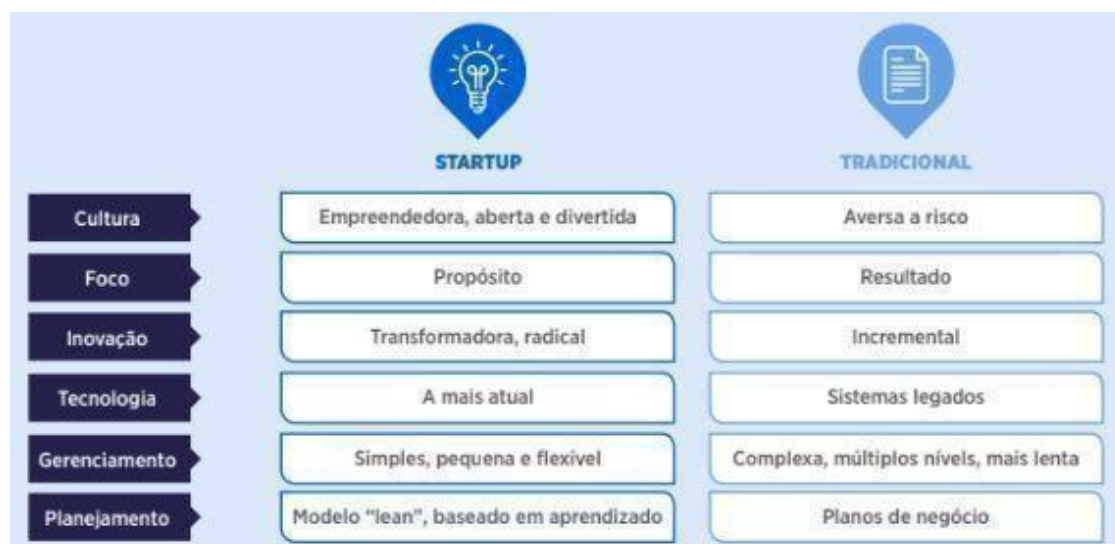 STARTUP
TRADICIONAL
Cultura
Empreendedora, aberta e divertida
Aversa a risco
Foco
Propósito
Resultado
Inovação
Transformadora, radical
Incremental
Tecnologia
A mais atual
Sistemas legados
Gerenciamento
Simples, pequena e flexível
Complexa, múltiplos níveis, mais lenta
Planejamento
Modelo "lean", baseado em aprendizado
Planos de negócio